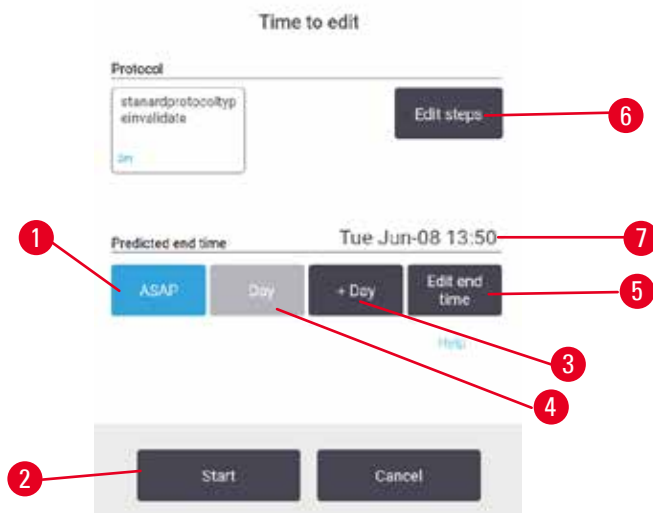 Time to edit
Protocol
stanardprotocoltyp
einvalidate
Edit steps
6
1
Predicted end time
Tue Jun-08 13:50
7
ASAP
Day
+ Day
Edit end
time
5
Help
3
4
2
Start
Cancel